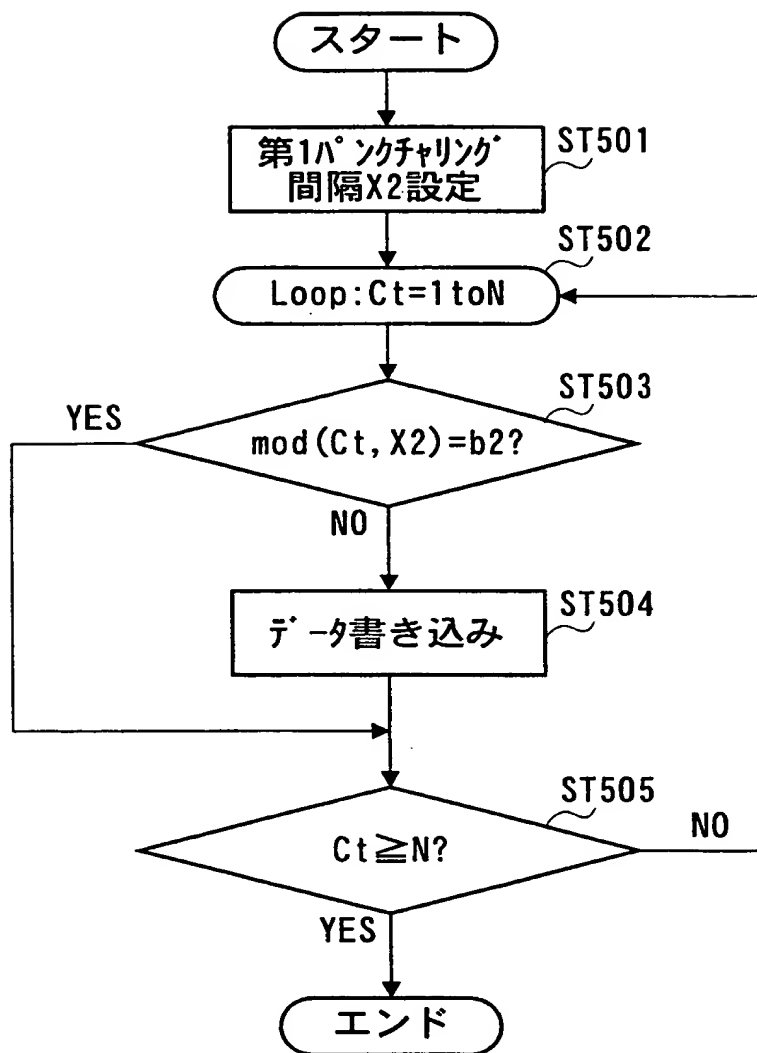 スタート
第1パンクチャリング
間隔X2設定
ST501
ST502
Loop:Ct=1toN
ST503
YES
mod(Ct,X2)=b2?
NO
ST504
データ書き込み
ST505
Ct≧N?
NO
YES
エンド